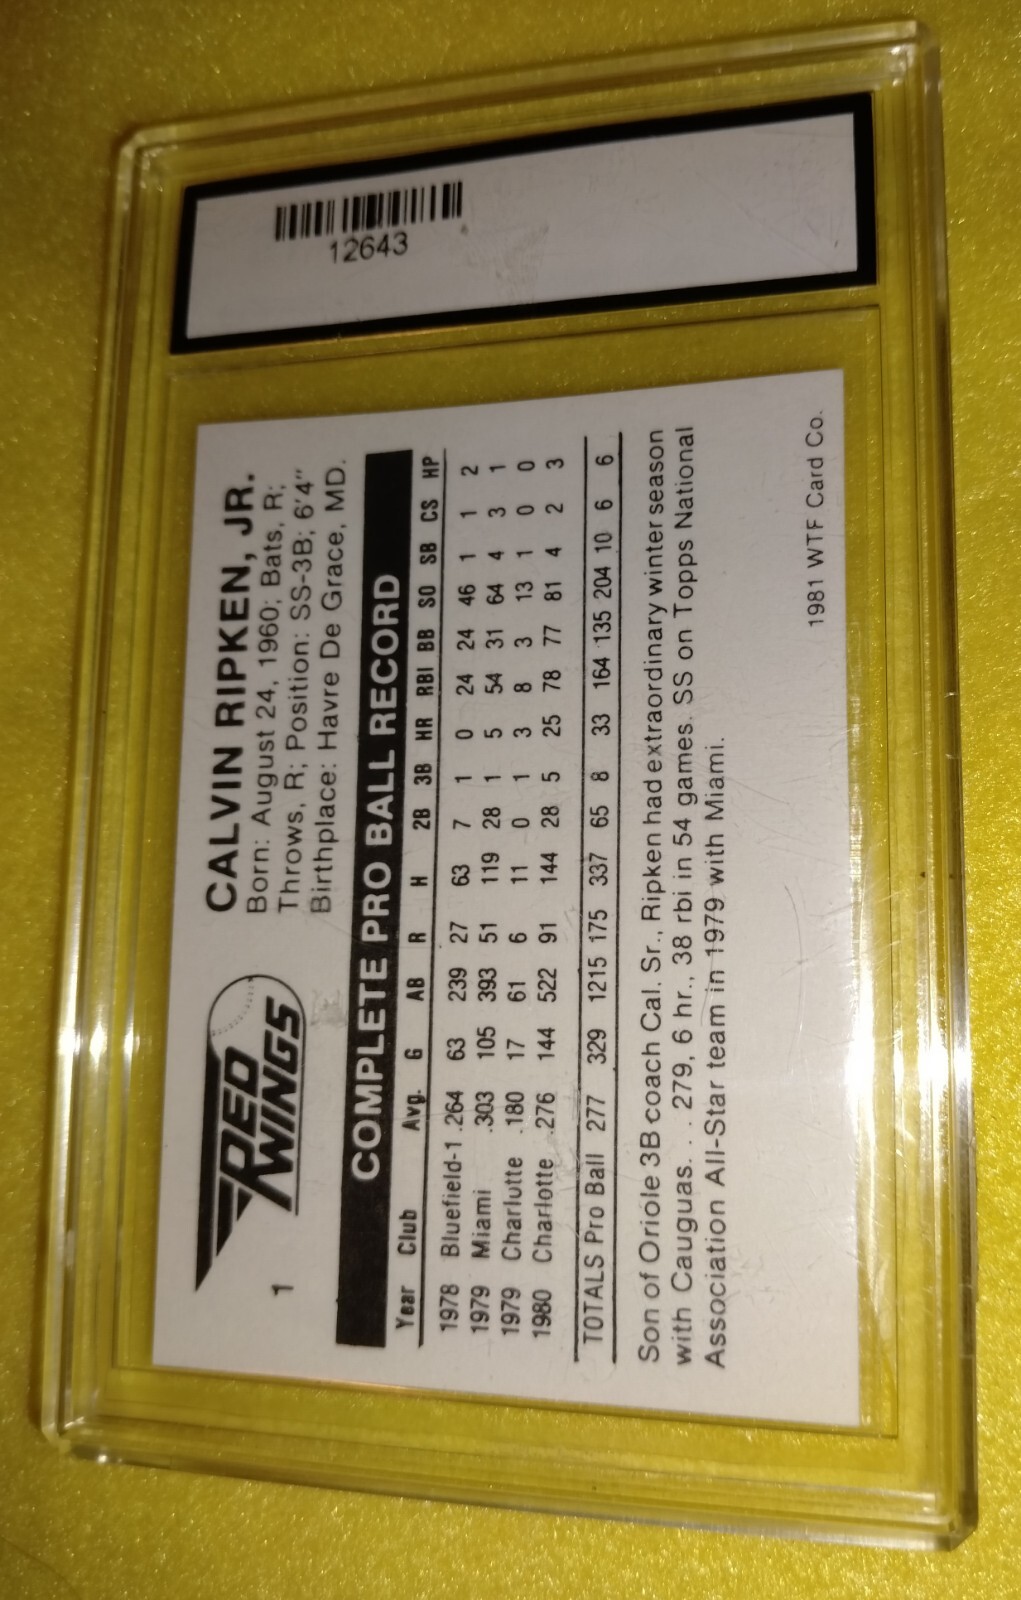 12643
RED
WINGS
1
CALVIN RIPKEN, JR.
Born: August 24, 1960; Bats, R;
Throws, R; Position: SS-3B; 6'4"
Birthplace: Havre De Grace, MD.
COMPLETE PRO BALL RECORD
Year Club Avg. G AB R H 2B 3B HR RBI BB SO SB CS HP
1978 Bluefield-1 .264 63 239 27 63 7 1 0 24 24 46 1 1 2
1979 Miami .303 105 393 51 119 28 1 5 54 31 64 4 3 1
1979 Charlutte .180 17 61 6 11 0 1 3 8 3 13 1 0 0
1980 Charlotte .276 144 522 91 144 28 5 25 78 77 81 4 2 3
TOTALS Pro Ball 277 329 1215 175 337 65 8 33 164 135 204 10 6 6
Son of Oriole 3B coach Cal. Sr., Ripken had extraordinary winter season
with Cauguas. . . 279, 6 hr., 38 rbi in 54 games. SS on Topps National
Association All-Star team in 1979 with Miami.
1981 WTF Card Co.